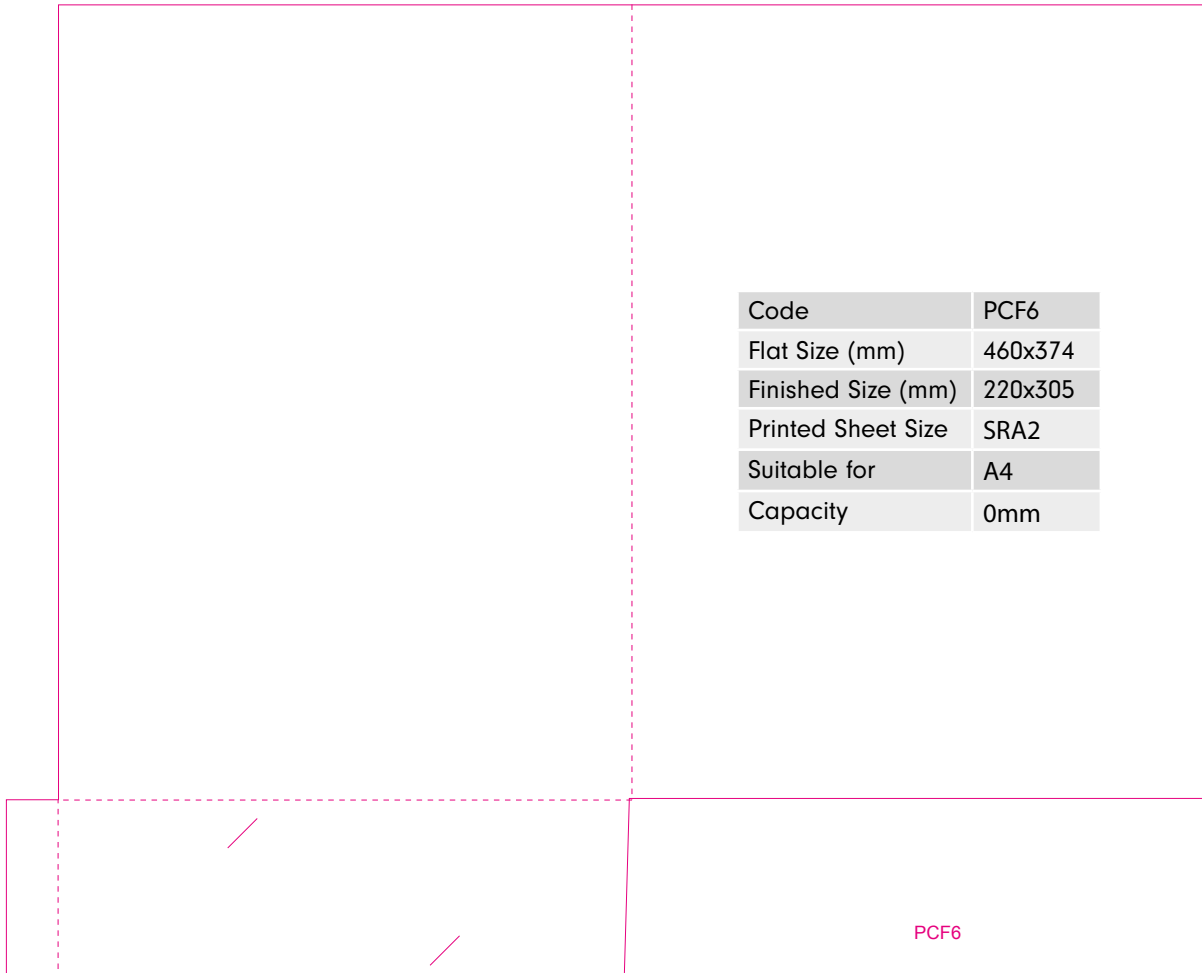 Code PCF6
Flat Size (mm) 460x374
Finished Size (mm) 220x305
Printed Sheet Size SRA2
Suitable for A4
Capacity 0mm
PCF6